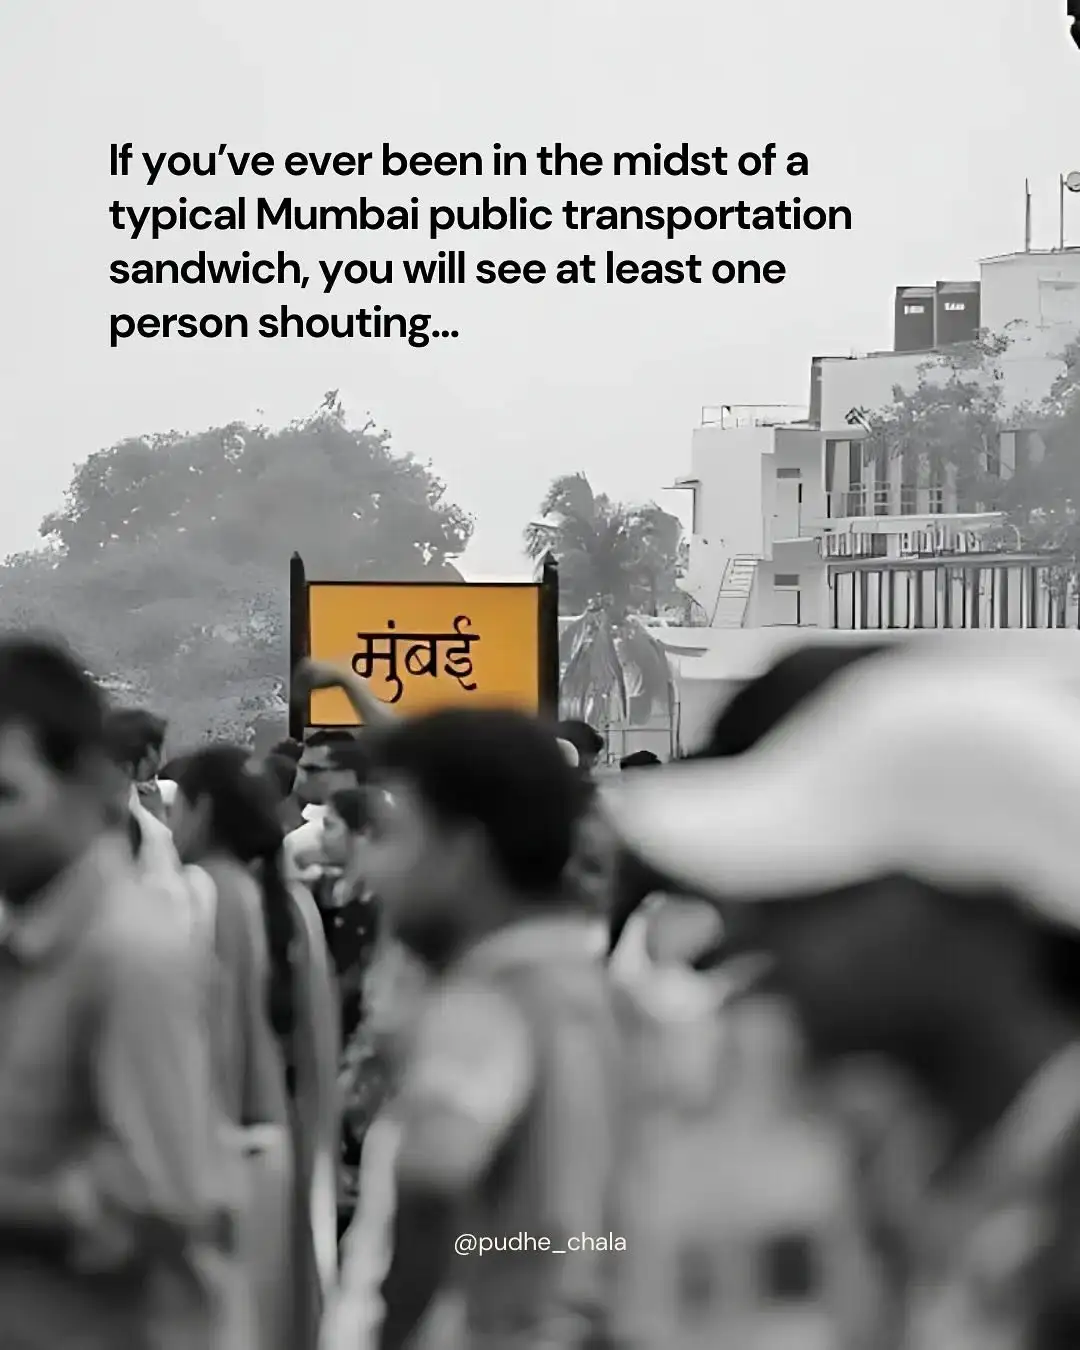 If you’ve ever been in the midst of a
typical Mumbai public transportation
sandwich, you will see at least one
person shouting...
मुंबई
@pudhe_chala